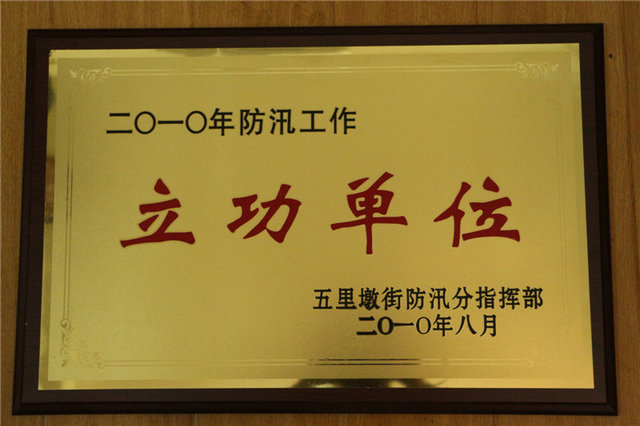 二〇一〇年防汛工作
立功单位
五里墩街防汛分指挥部
二〇一〇年八月